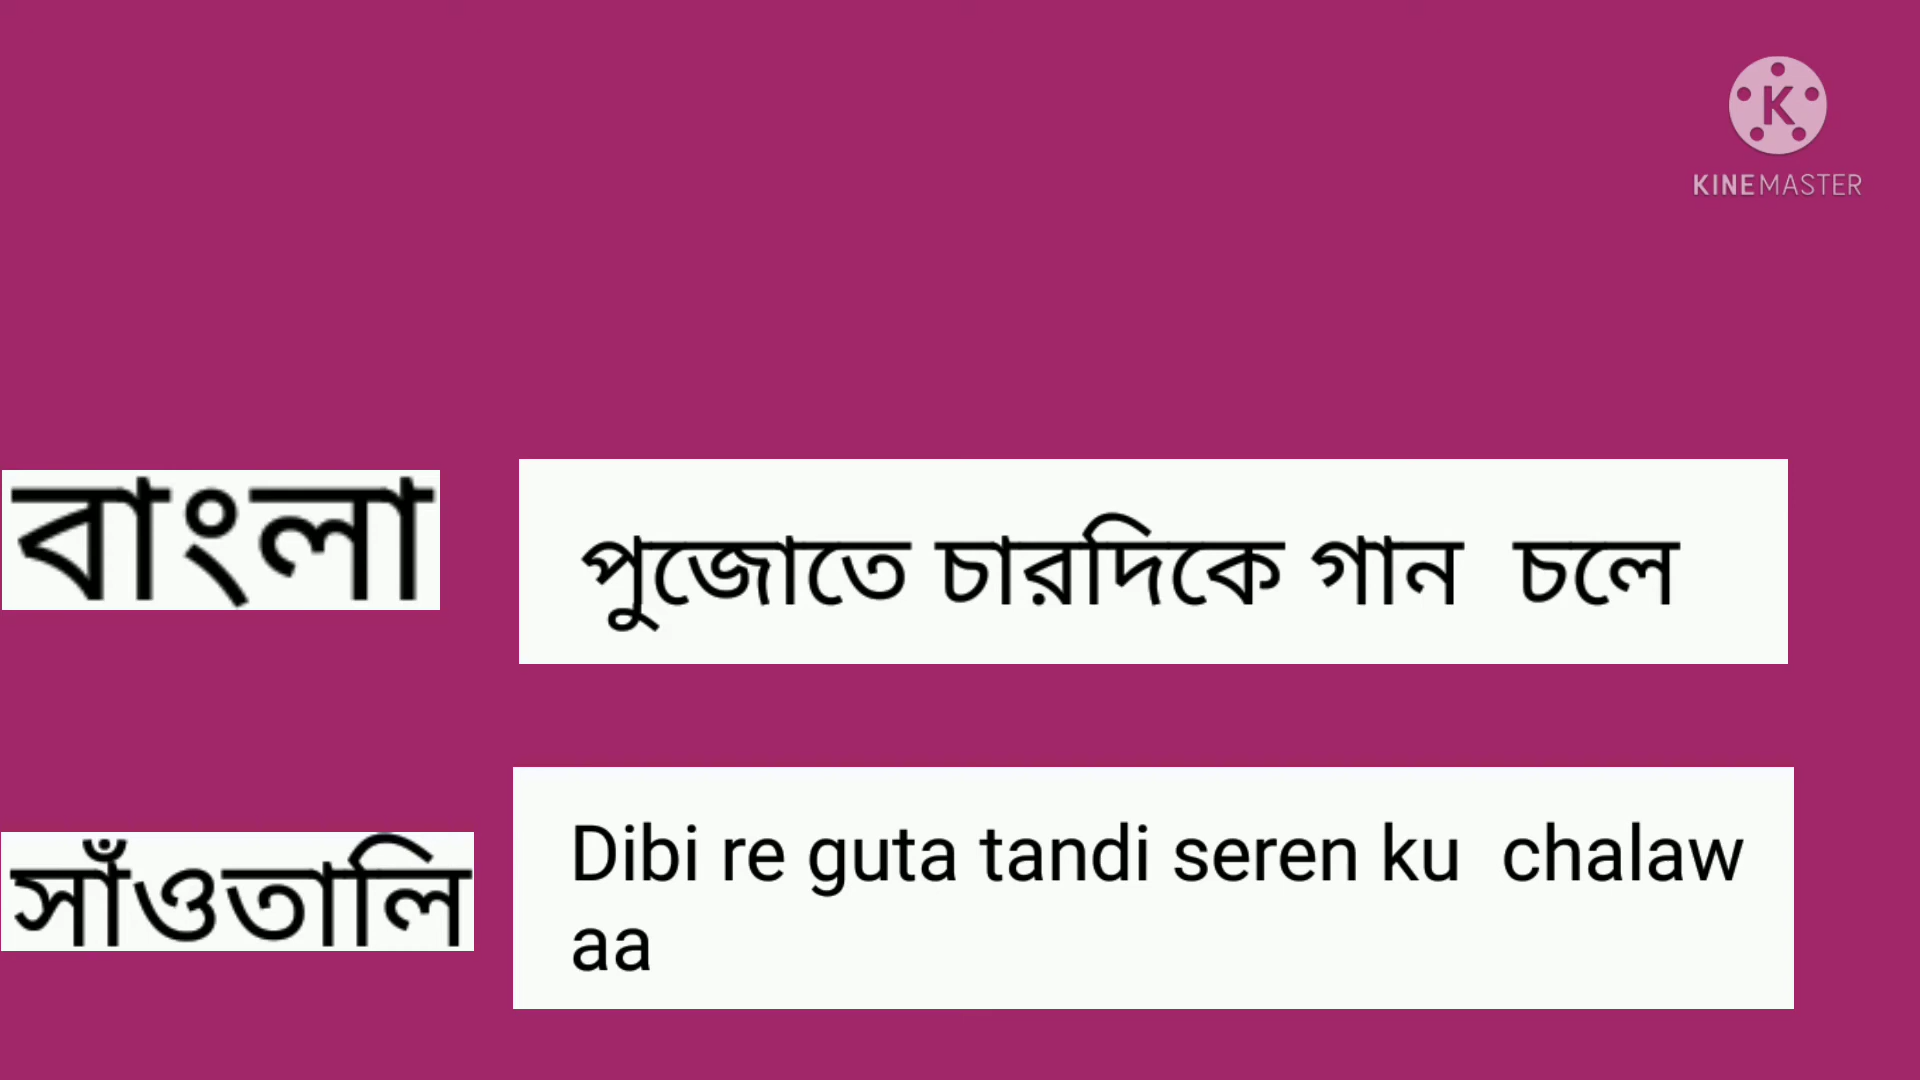 K
KINEMASTER
বাংলা
পুজোতে চারদিকে গান চলে
সাঁওতালি
Dibi re guta tandi seren ku chalaw
aa